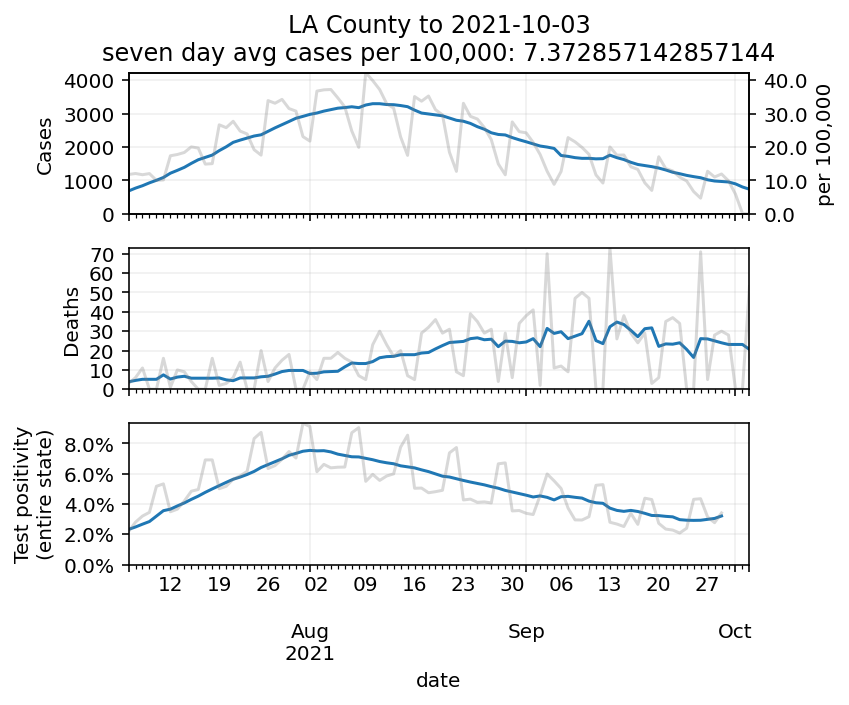 LA County to 2021-10-03
seven day avg cases per 100,000: 7.372857142857144
4000
3000
2000
1000
0
Cases
40.0
30.0
20.0
10.0
0.0
per 100,000
70
60
50
40
30
20
10
0
Deaths
8.0%
6.0%
4.0%
2.0%
0.0%
Test positivity
(entire state)
12 19 26 02 09 16 23 30 06 13 20 27
Aug Sep Oct
2021
date